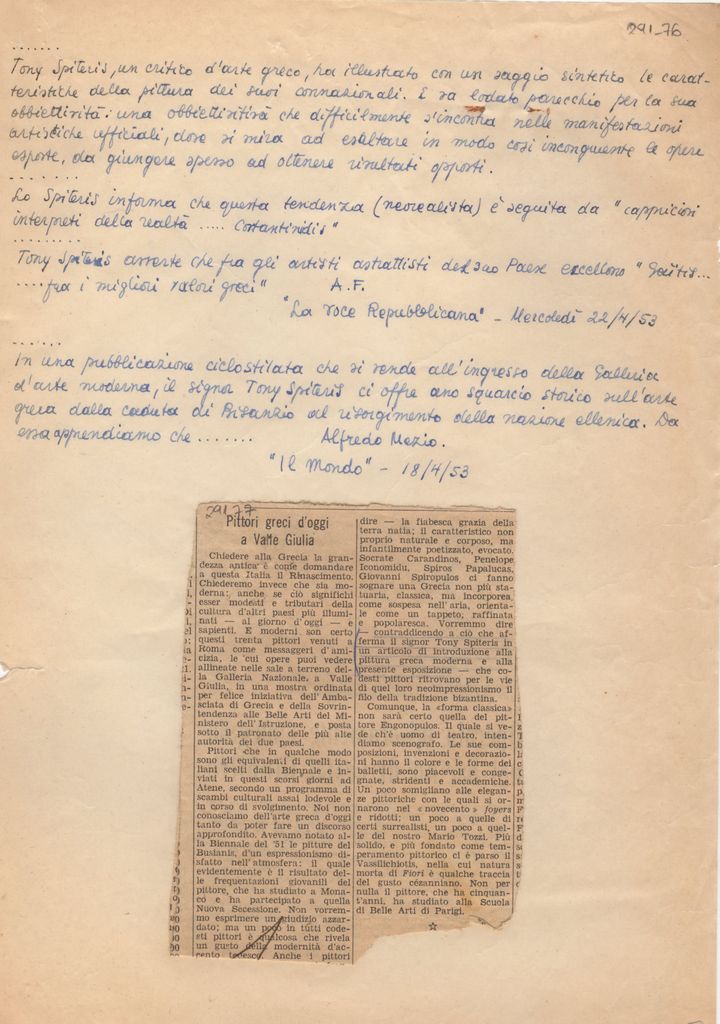 291-76
.......
Tony Spiteris, un critico d'arte greco, ha illustrato con un saggio sintetico le carat-
teristiche della pittura dei suoi connazionali. E va lodato parecchio per la sua
obbiettività: una obbiettività che difficilmente s'incontra nelle manifestazioni
artistiche ufficiali, dove si mira ad esaltare in modo così incongruente le opere
esposte, da giungere spesso ad ottenere risultati opposti.
........
Lo Spiteris informa che questa tendenza (neorealista) è seguita da "capricciosi
interpreti della realtà ..... Costantinidis"
.........
Tony Spiteris avverte che fra gli artisti astrattisti del suo Paese eccellono "Gaïtis...
....fra i migliori valori greci" A.F.
"La Voce Repubblicana" - Mercoledì 22/4/53
......
In una pubblicazione ciclostilata che si vende all'ingresso della Galleria
d'arte moderna, il signor Tony Spiteris ci offre uno squarcio storico sull'arte
greca dalla caduta di Bisanzio al risorgimento della nazione ellenica. Da
essa apprendiamo che ....... Alfredo Mezio.
"Il Mondo" - 18/4/53
291,77
Pittori greci d'oggi
a Valle Giulia
Chiedere alla Grecia la gran-
dezza antica è come domandare
a questa Italia il Rinascimento.
Chiederemo invece che sia mo-
derna: anche se ciò significhi
esser modesti e tributari della
cultura d'altri paesi più illumi-
nati — al giorno d'oggi — e
sapienti. E moderni son certo
questi trenta pittori venuti a
Roma come messaggeri d'ami-
cizia, le cui opere puoi vedere
allineate nelle sale a terreno del-
la Galleria Nazionale, a Valle
Giulia, in una mostra ordinata
per felice iniziativa dell'Amba-
sciata di Grecia e della Sovrin-
tendenza alle Belle Arti del Mi-
nistero dell'Istruzione, e posta
sotto il patronato delle più alte
autorità dei due paesi.
Pittori che in qualche modo
sono gli equivalenti di quelli ita-
liani scelti dalla Biennale e in-
viati in questi scorsi giorni ad
Atene, secondo un programma di
scambi culturali assai lodevole e
in corso di svolgimento. Noi non
conosciamo dell'arte greca d'oggi
tanto da poter fare un discorso
approfondito. Avevamo notato al-
la Biennale del '51 le pitture del
Busianis, d'un espressionismo di-
sfatto nell'atmosfera: il quale
evidentemente è il risultato del-
le frequentazioni giovanili del
pittore, che ha studiato a Mona-
co e ha partecipato a quella
Nuova Secessione. Non vorrem-
mo esprimere un giudizio azzar-
dato; ma un poco in tutti code-
sti pittori è qualcosa che rivela
un gusto della modernità d'ac-
cento tedesco. Anche i pittori
dire — la fiabesca grazia della
terra natia; il caratteristico non
proprio naturale e corposo, ma
infantilmente poetizzato, evocato.
Socrate Carandinos, Penelope
Iconomidu, Spiros Papalucas,
Giovanni Spiropulos ci fanno
sognare una Grecia non più sta-
tuaria, classica, ma incorporea,
come sospesa nell'aria, orienta-
le come un tappeto, raffinata
e popolaresca. Vorremmo dire
— contraddicendo a ciò che af-
ferma il signor Tony Spiteris in
un articolo di introduzione alla
pittura greca moderna e alla
presente esposizione — che co-
desti pittori ritrovano per le vie
di quel loro neoimpressionismo il
filo della tradizione bizantina.
Comunque, la «forma classica»
non sarà certo quella del pit-
tore Engonopulos. Il quale si ve-
de ch'è uomo di teatro, inten-
diamo scenografo. Le sue com-
posizioni, invenzioni e decorazio-
ni hanno il colore e le forme dei
balletti, sono piacevoli e conge-
gnate, stridenti e accademiche.
Un poco somigliano alle elegan-
ze pittoriche con le quali si or-
narono nel «novecento» foyers
e ridotti; un poco a quelle di
certi surrealisti, un poco a quel-
le del nostro Mario Tozzi. Più
solido, e più fondato come tem-
peramento pittorico ci è parso il
Vassilichiotis, nella cui natura
morta di Fiori è qualche traccia
del gusto cézanniano. Non per
nulla il pittore, che ha cinquan-
t'anni, ha studiato alla Scuola
di Belle Arti di Parigi.